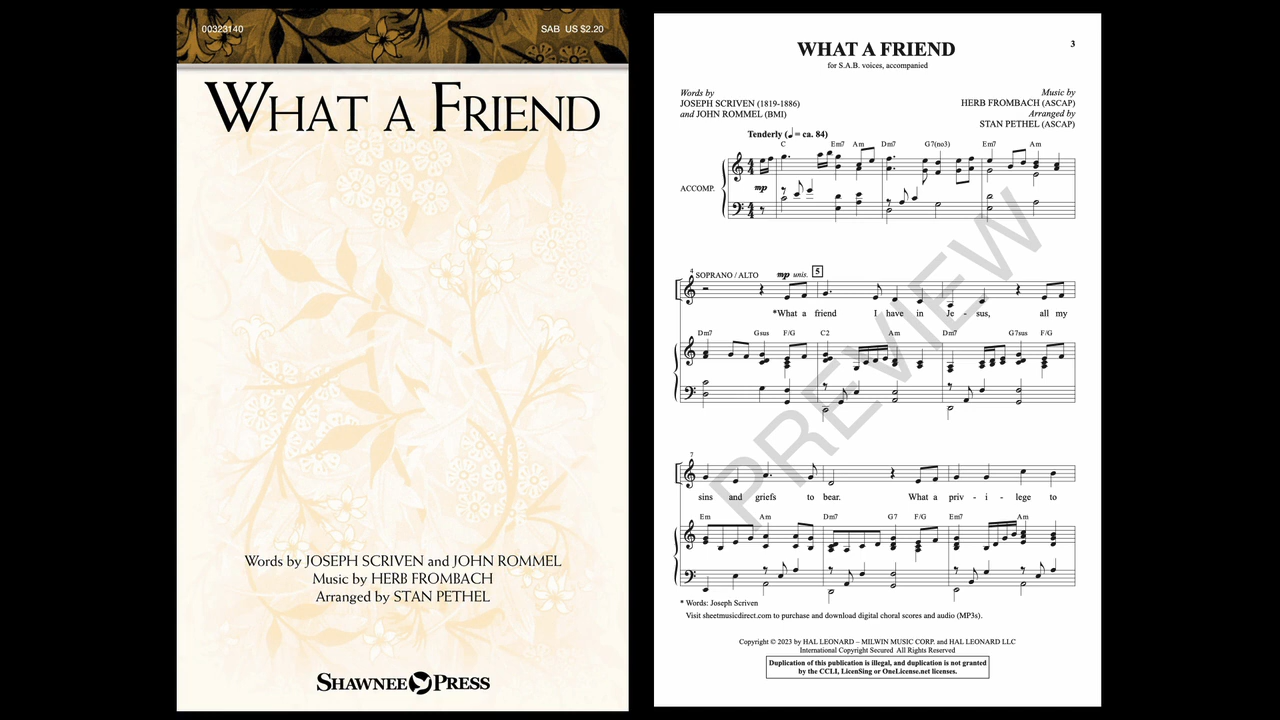 00323140
SAB US $2.20
WHAT A FRIEND
Words by JOSEPH SCRIVEN and JOHN ROMMEL
Music by HERB FROMBACH
Arranged by STAN PETHEL
SHAWNEE PRESS
3
WHAT A FRIEND
for S.A.B. voices, accompanied
Words by
JOSEPH SCRIVEN (1819-1886)
and JOHN ROMMEL (BMI)
Music by
HERB FROMBACH (ASCAP)
Arranged by
STAN PETHEL (ASCAP)
Tenderly (♩ = ca. 84)
C Em7 Am Dm7 G7(no3) Em7 Am
ACCOMP.
mp
4 SOPRANO / ALTO mp unis. 5
*What a friend I have in Je - sus, all my
Dm7 Gsus F/G C2 Am Dm7 G7sus F/G
7
sins and griefs to bear. What a priv - i - lege to
Em Am Dm7 G7 F/G Em7 Am
* Words: Joseph Scriven
Visit sheetmusicdirect.com to purchase and download digital choral scores and audio (MP3s).
Copyright © 2023 by HAL LEONARD – MILWIN MUSIC CORP. and HAL LEONARD LLC
International Copyright Secured All Rights Reserved
Duplication of this publication is illegal, and duplication is not granted
by the CCLI, LicenSing or OneLicense.net licenses.
PREVIEW